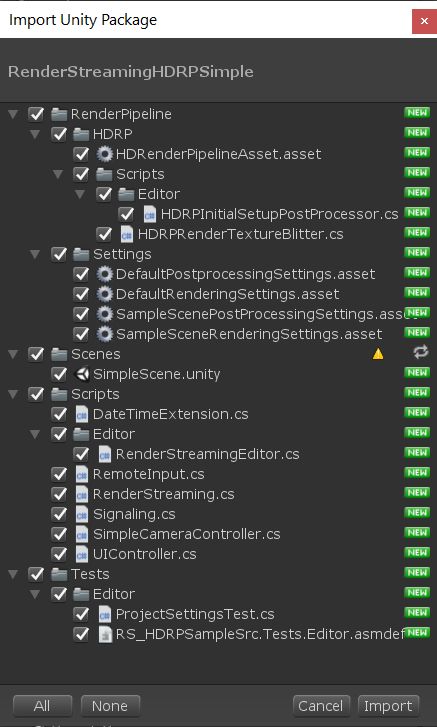 Import Unity Package
RenderStreamingHDRPSimple
RenderPipeline NEW
HDRP NEW
HDRenderPipelineAsset.asset NEW
Scripts NEW
Editor NEW
c# HDRPInitialSetupPostProcessor.cs NEW
c# HDRPRenderTextureBlitter.cs NEW
Settings NEW
DefaultPostprocessingSettings.asset NEW
DefaultRenderingSettings.asset NEW
SampleScenePostProcessingSettings.asset NEW
SampleSceneRenderingSettings.asset NEW
Scenes
SimpleScene.unity NEW
Scripts NEW
c# DateTimeExtension.cs NEW
Editor NEW
c# RenderStreamingEditor.cs NEW
c# RemoteInput.cs NEW
c# RenderStreaming.cs NEW
c# Signaling.cs NEW
c# SimpleCameraController.cs NEW
c# UIController.cs NEW
Tests NEW
Editor NEW
c# ProjectSettingsTest.cs NEW
RS_HDRPSampleSrc.Tests.Editor.asmdef NEW
All None Cancel Import